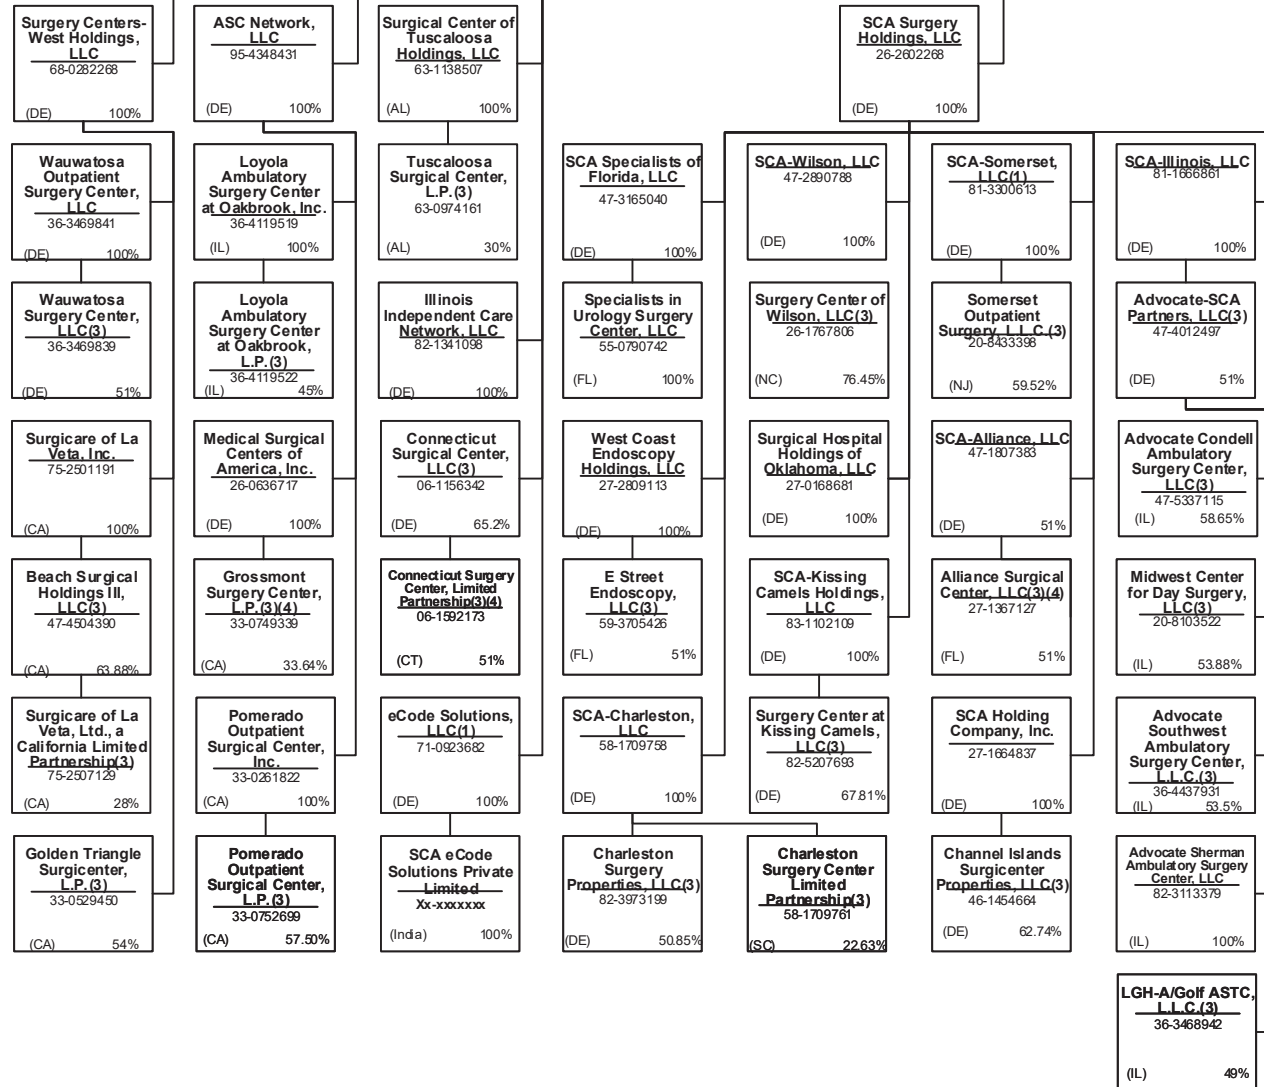 Surgery Centers-
West Holdings,
LLC
68-0282268
(DE) 100%
ASC Network,
LLC
95-4348431
(DE) 100%
Surgical Center of
Tuscaloosa
Holdings, LLC
63-1138507
(AL) 100%
SCA Surgery
Holdings, LLC
26-2602268
(DE) 100%
Wauwatosa
Outpatient
Surgery Center,
LLC
36-3469841
(DE) 100%
Loyola
Ambulatory
Surgery Center
at Oakbrook, Inc.
36-4119519
(IL) 100%
Tuscaloosa
Surgical Center,
L.P.(3)
63-0974161
(AL) 30%
SCA Specialists of
Florida, LLC
47-3165040
(DE) 100%
SCA-Wilson, LLC
47-2890788
(DE) 100%
SCA-Somerset,
LLC(1)
81-3300613
(DE) 100%
SCA-Illinois, LLC
81-1666861
(DE) 100%
Wauwatosa
Surgery Center,
LLC(3)
36-3469839
(DE) 51%
Loyola
Ambulatory
Surgery Center
at Oakbrook,
L.P.(3)
36-4119522
(IL) 45%
Illinois
Independent Care
Network, LLC
82-1341098
(DE) 100%
Specialists in
Urology Surgery
Center, LLC
55-0790742
(FL) 100%
Surgery Center of
Wilson, LLC(3)
26-1767806
(NC) 76.45%
Somerset
Outpatient
Surgery, L.L.C.(3)
20-8433398
(NJ) 59.52%
Advocate-SCA
Partners, LLC(3)
47-4012497
(DE) 51%
Surgicare of La
Veta, Inc.
75-2501191
(CA) 100%
Medical Surgical
Centers of
America, Inc.
26-0636717
(DE) 100%
Connecticut
Surgical Center,
LLC(3)
06-1156342
(DE) 65.2%
West Coast
Endoscopy
Holdings, LLC
27-2809113
(DE) 100%
Surgical Hospital
Holdings of
Oklahoma, LLC
27-0168681
(DE) 100%
SCA-Alliance, LLC
47-1807383
(DE) 51%
Advocate Condell
Ambulatory
Surgery Center,
LLC(3)
47-5337115
(IL) 58.65%
Beach Surgical
Holdings III,
LLC(3)
47-4504390
(CA) 63.88%
Grossmont
Surgery Center,
L.P.(3)(4)
33-0749339
(CA) 33.64%
Connecticut Surgery
Center, Limited
Partnership(3)(4)
06-1592173
(CT) 51%
E Street
Endoscopy,
LLC(3)
59-3705426
(FL) 51%
SCA-Kissing
Camels Holdings,
LLC
83-1102109
(DE) 100%
Alliance Surgical
Center, LLC(3)(4)
27-1367127
(FL) 51%
Midwest Center
for Day Surgery,
LLC(3)
20-8103522
(IL) 53.88%
Surgicare of La
Veta, Ltd., a
California Limited
Partnership(3)
75-2507129
(CA) 28%
Pomerado
Outpatient
Surgical Center,
Inc.
33-0261822
(CA) 100%
eCode Solutions,
LLC(1)
71-0923682
(DE) 100%
SCA-Charleston,
LLC
58-1709758
(DE) 100%
Surgery Center at
Kissing Camels,
LLC(3)
82-5207693
(DE) 67.81%
SCA Holding
Company, Inc.
27-1664837
(DE) 100%
Advocate
Southwest
Ambulatory
Surgery Center,
L.L.C.(3)
36-4437931
(IL) 53.5%
Golden Triangle
Surgicenter,
L.P.(3)
33-0529450
(CA) 54%
Pomerado
Outpatient
Surgical Center,
L.P.(3)
33-0752699
(CA) 57.50%
SCA eCode
Solutions Private
Limited
Xx-xxxxxxx
(India) 100%
Charleston
Surgery
Properties, LLC(3)
82-3973199
(DE) 50.85%
Charleston
Surgery Center
Limited
Partnership(3)
58-1709761
(SC) 22.63%
Channel Islands
Surgicenter
Properties, LLC(3)
46-1454664
(DE) 62.74%
Advocate Sherman
Ambulatory Surgery
Center, LLC
82-3113379
(IL) 100%
LGH-A/Golf ASTC,
L.L.C.(3)
36-3468942
(IL) 49%